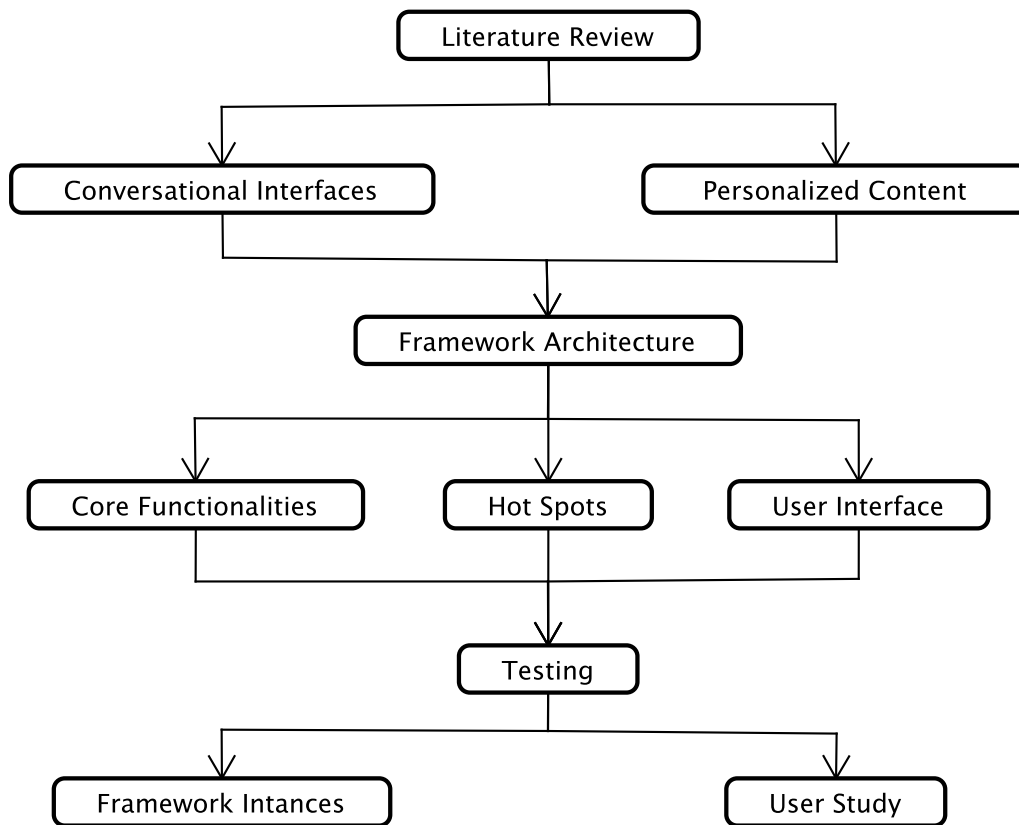 Literature Review
Conversational Interfaces
Personalized Content
Framework Architecture
Core Functionalities
Hot Spots
User Interface
Testing
Framework Intances
User Study